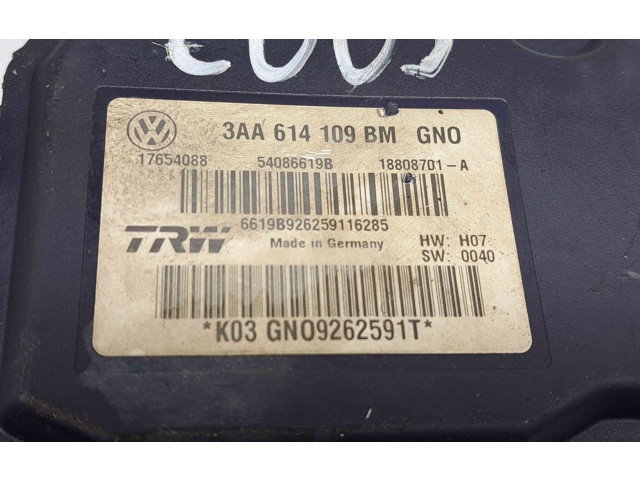 3AA 614 109 BM GNO
17654088 54086619B 18808701-A
6619B926259116285
TRW Made in Germany HW: H07
SW: 0040
*K03 GNO9262591T*